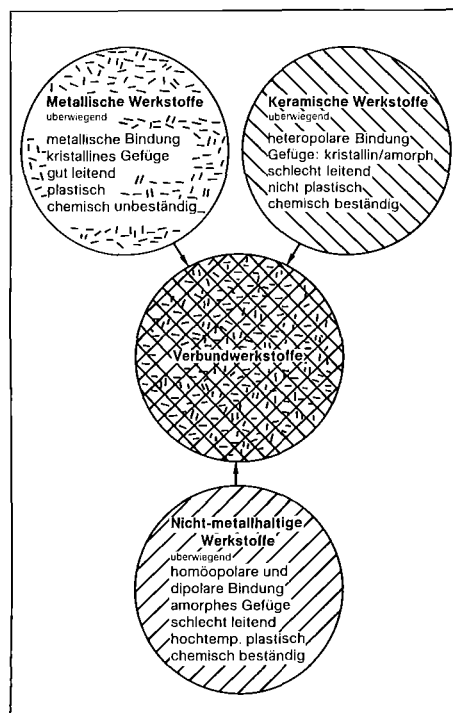 Metallische Werkstoffe
überwiegend
metallische Bindung
kristallines Gefüge
gut leitend
plastisch
chemisch unbeständig
Keramische Werkstoffe
überwiegend
heteropolare Bindung
Gefüge: kristallin/amorph
schlecht leitend
nicht plastisch
chemisch beständig
Verbundwerkstoffe
Nicht-metallhaltige
Werkstoffe
überwiegend
homöopolare und
dipolare Bindung
amorphes Gefüge
schlecht leitend
hochtemp. plastisch
chemisch beständig